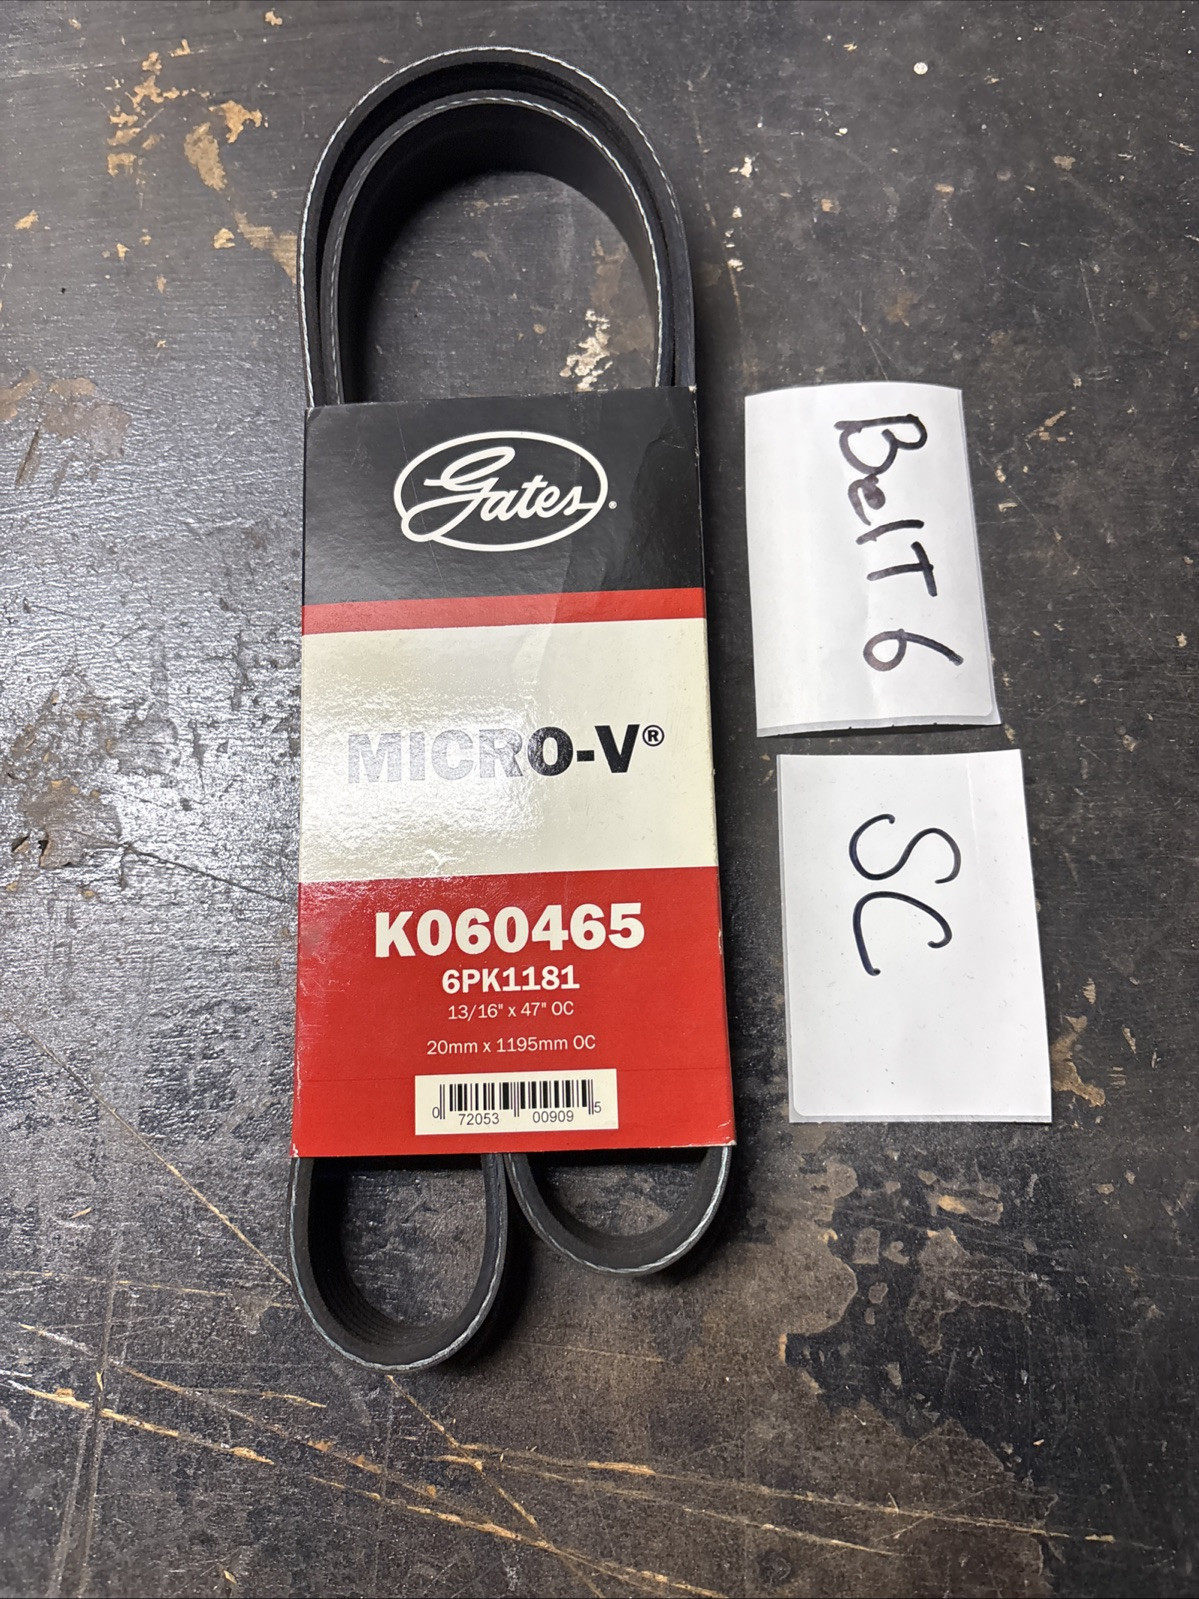 Gates®
MICRO-V®
K060465
6PK1181
13/16" x 47" OC
20mm x 1195mm OC
0 72053 00909 5
BelT 6
SC